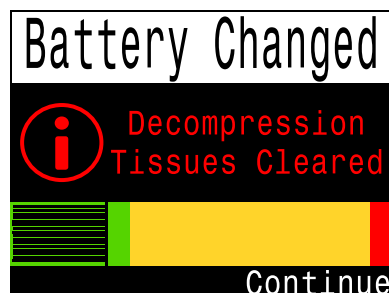 Battery Changed
Decompression
Tissues Cleared
Continue